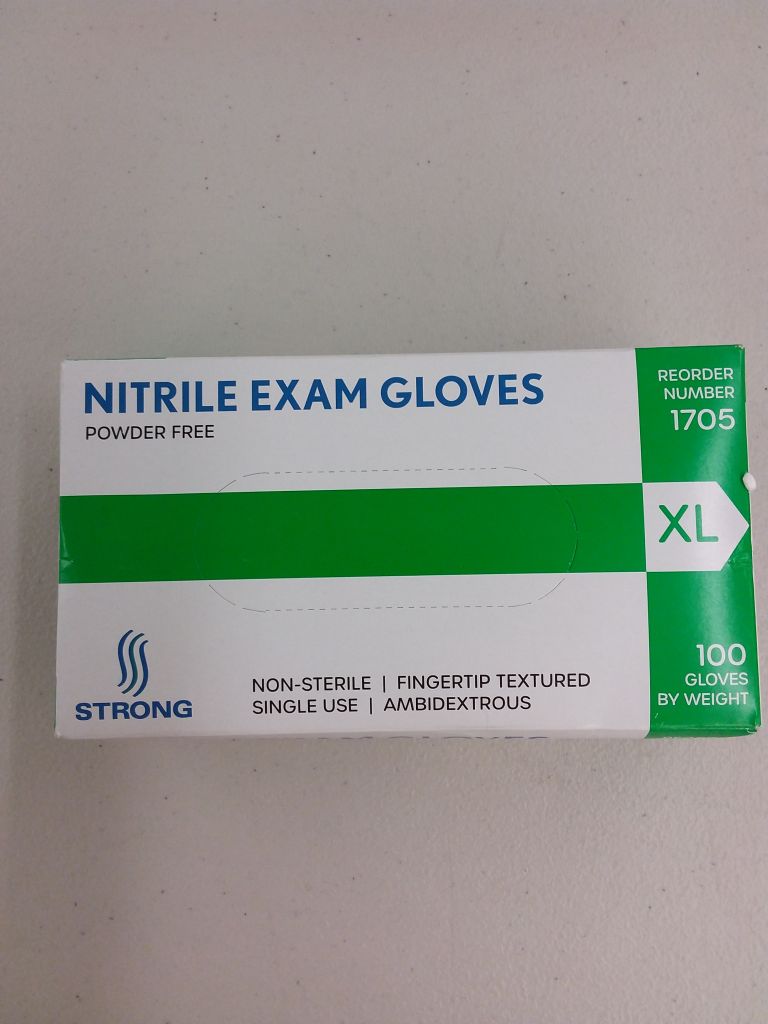 NITRILE EXAM GLOVES
POWDER FREE
REORDER
NUMBER
1705
XL
STRONG
NON-STERILE | FINGERTIP TEXTURED
SINGLE USE | AMBIDEXTROUS
100
GLOVES
BY WEIGHT